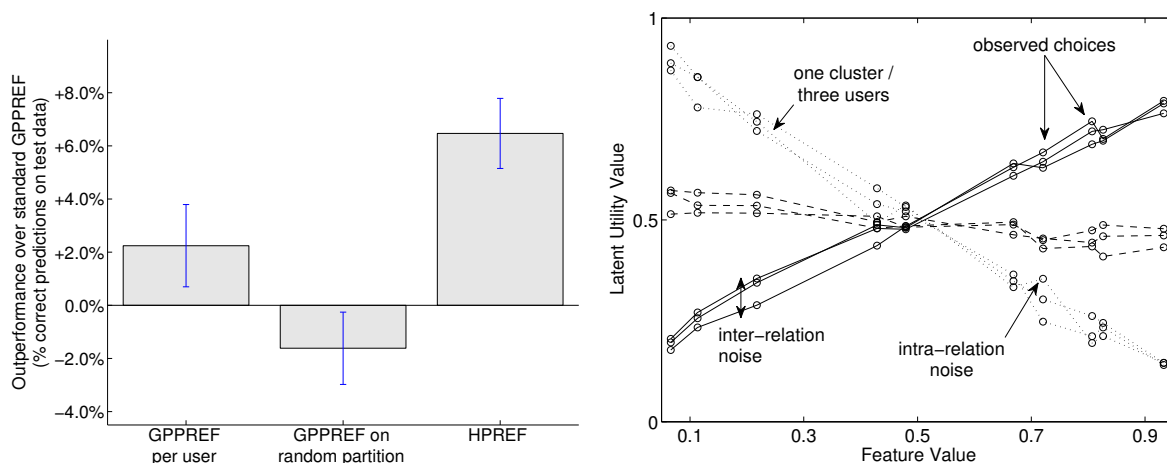 Outperformance over standard GPPREF
(% correct predictions on test data)
+8.0%
+6.0%
+4.0%
+2.0%
0.0%
−2.0%
−4.0%
GPPREF
per user
GPPREF on
random partition
HPREF
Latent Utility Value
1
0.5
1
observed choices
one cluster /
three users
inter−relation
noise
intra−relation
noise
0.1
0.3
0.5
0.7
0.9
Feature Value